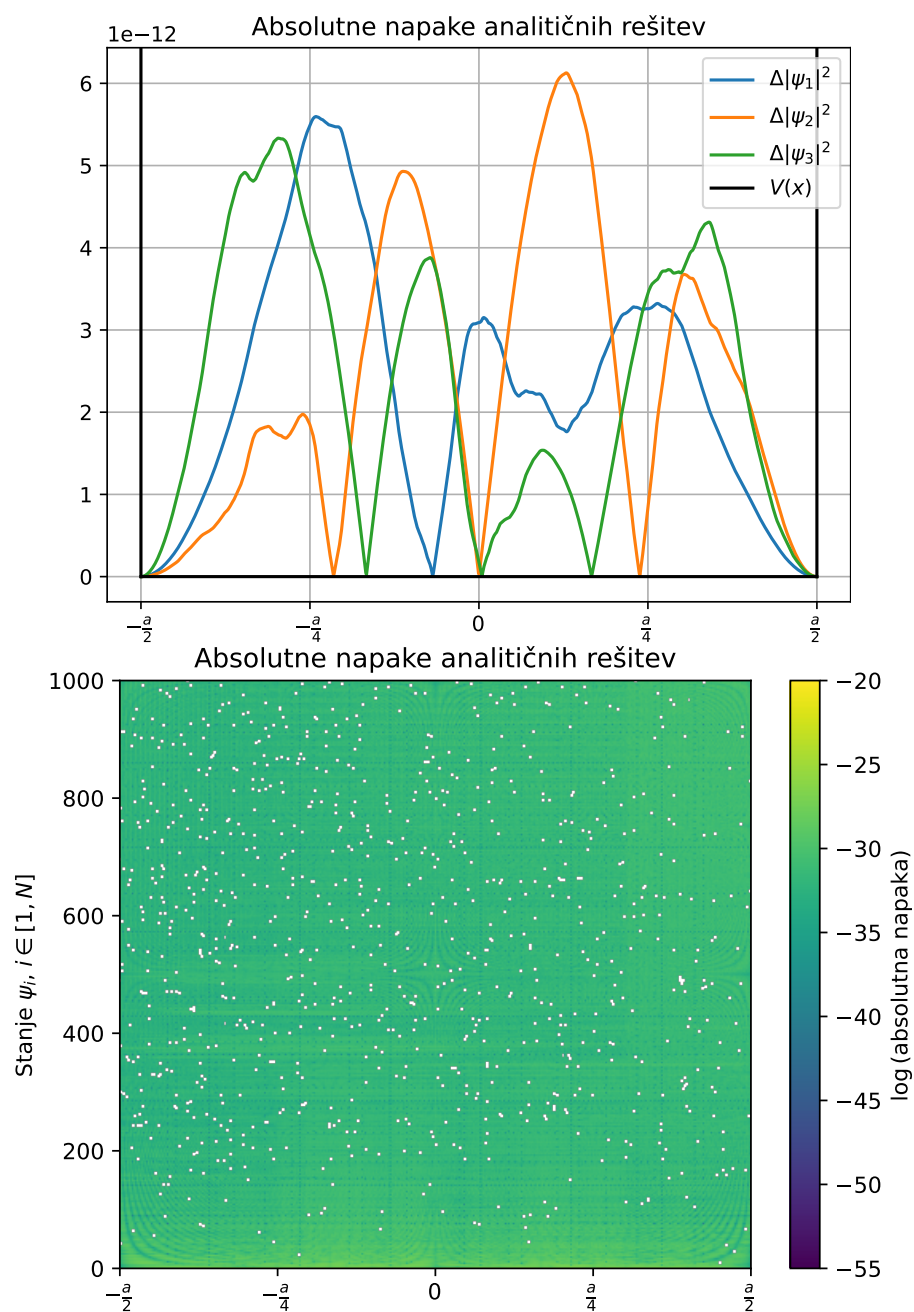 Absolutne napake analitičnih rešitev
1e−12
6
5
4
3
2
1
0
Δ|ψ₁|²
Δ|ψ₂|²
Δ|ψ₃|²
V(x)
−a/2
−a/4
0
a/4
a/2
Absolutne napake analitičnih rešitev
Stanje ψᵢ, i ∈ [1, N]
1000
800
600
400
200
0
−a/2
−a/4
0
a/4
a/2
−20
−25
−30
−35
−40
−45
−50
−55
log(absolutna napaka)